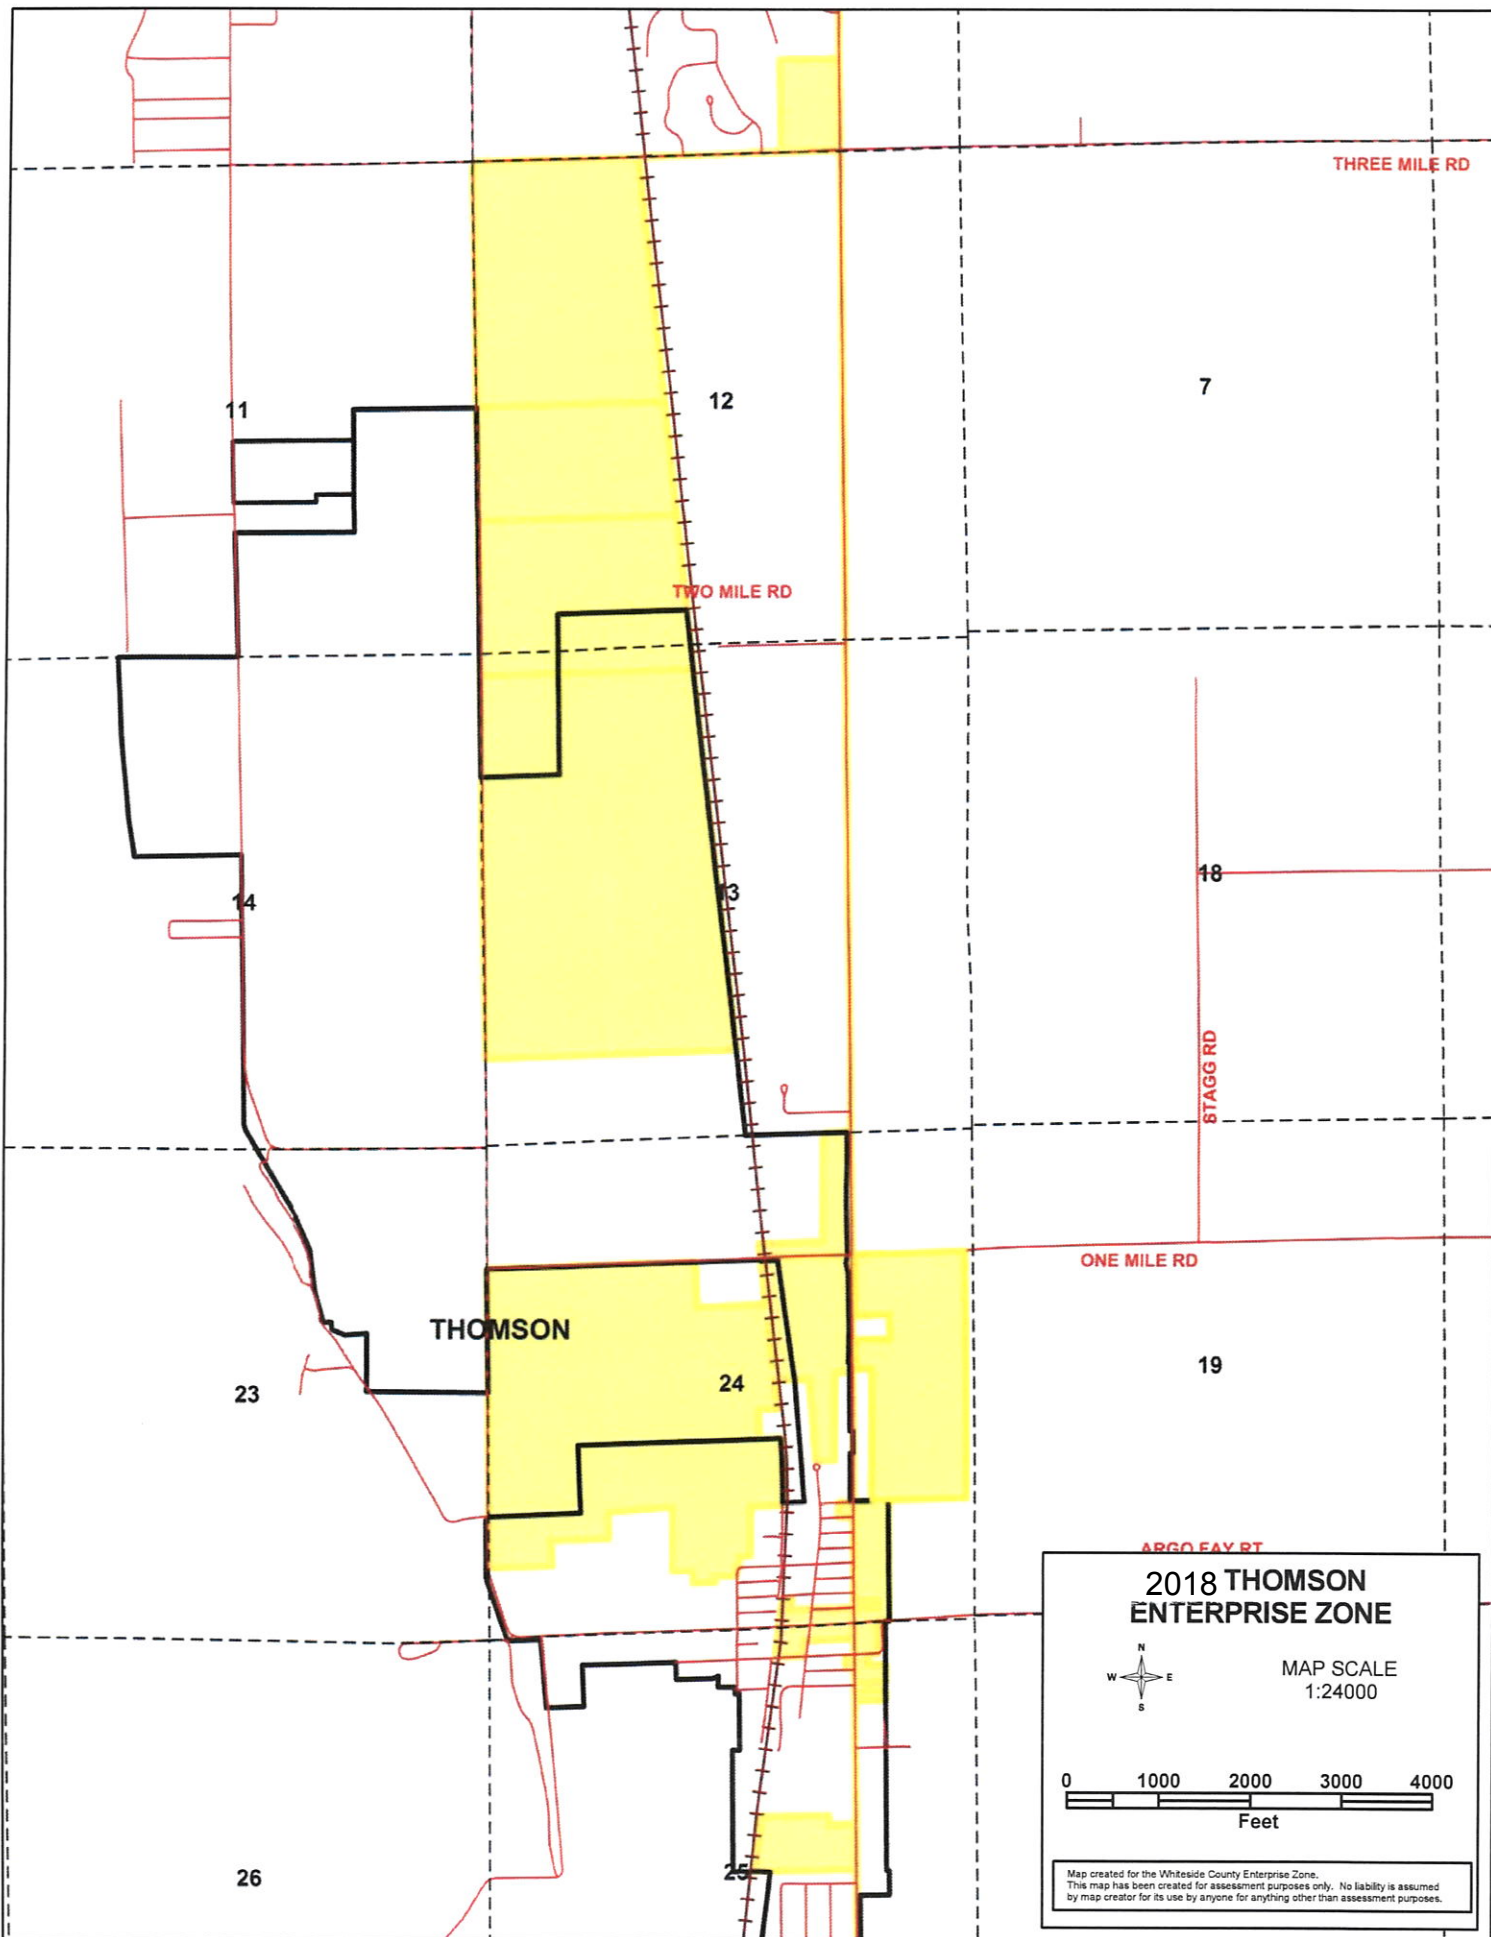 THREE MILE RD
11
12
7
TWO MILE RD
14
13
18
STAGG RD
ONE MILE RD
THOMSON
23
24
19
ARGO FAY RT
2018 THOMSON
ENTERPRISE ZONE
N
W E
S
MAP SCALE
1:24000
0 1000 2000 3000 4000
Feet
26
25
Map created for the Whiteside County Enterprise Zone.
This map has been created for assessment purposes only. No liability is assumed
by map creator for its use by anyone for anything other than assessment purposes.